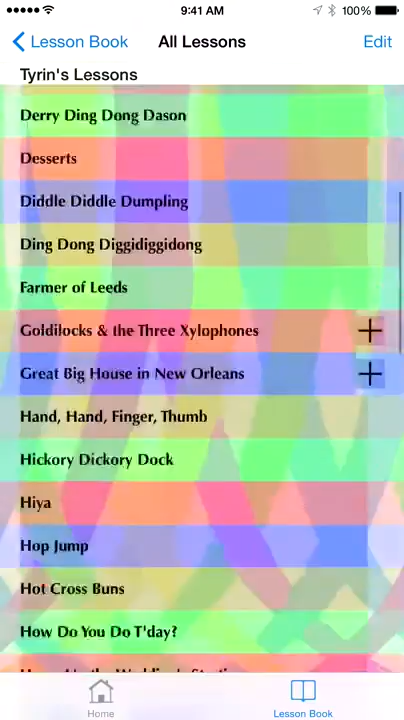 9:41 AM
100%
Lesson Book
All Lessons
Edit
Tyrin's Lessons
Derry Ding Dong Dason
Desserts
Diddle Diddle Dumpling
Ding Dong Diggidiggidong
Farmer of Leeds
Goldilocks & the Three Xylophones
Great Big House in New Orleans
Hand, Hand, Finger, Thumb
Hickory Dickory Dock
Hiya
Hop Jump
Hot Cross Buns
How Do You Do T'day?
Home
Lesson Book